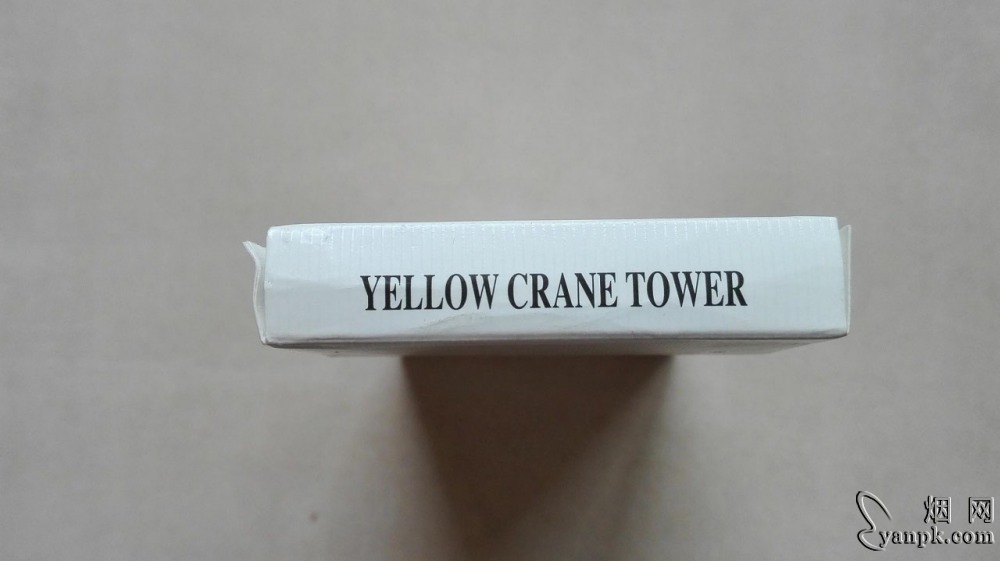 YELLOW CRANE TOWER
烟网
yanpk.com